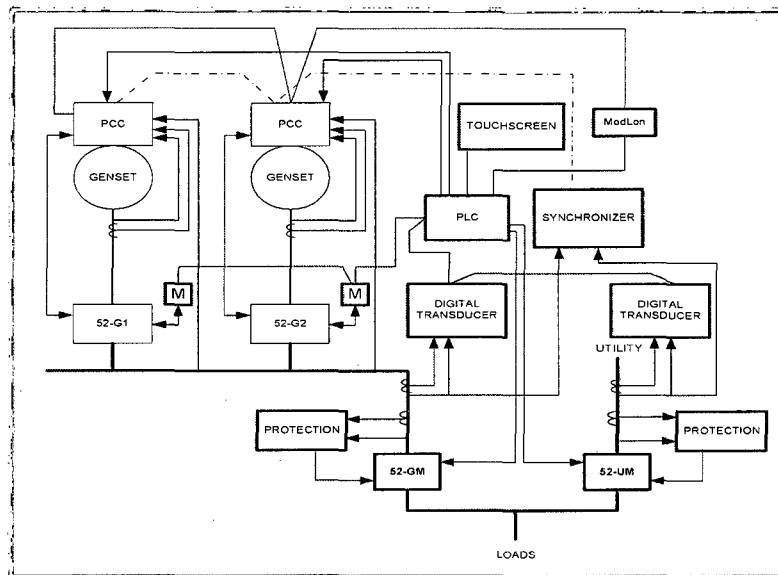 PCC
PCC
TOUCHSCREEN
ModLon
GENSET
GENSET
PLC
SYNCHRONIZER
M
M
52-G1
52-G2
DIGITAL
TRANSDUCER
DIGITAL
TRANSDUCER
UTILITY
PROTECTION
PROTECTION
52-GM
52-UM
LOADS